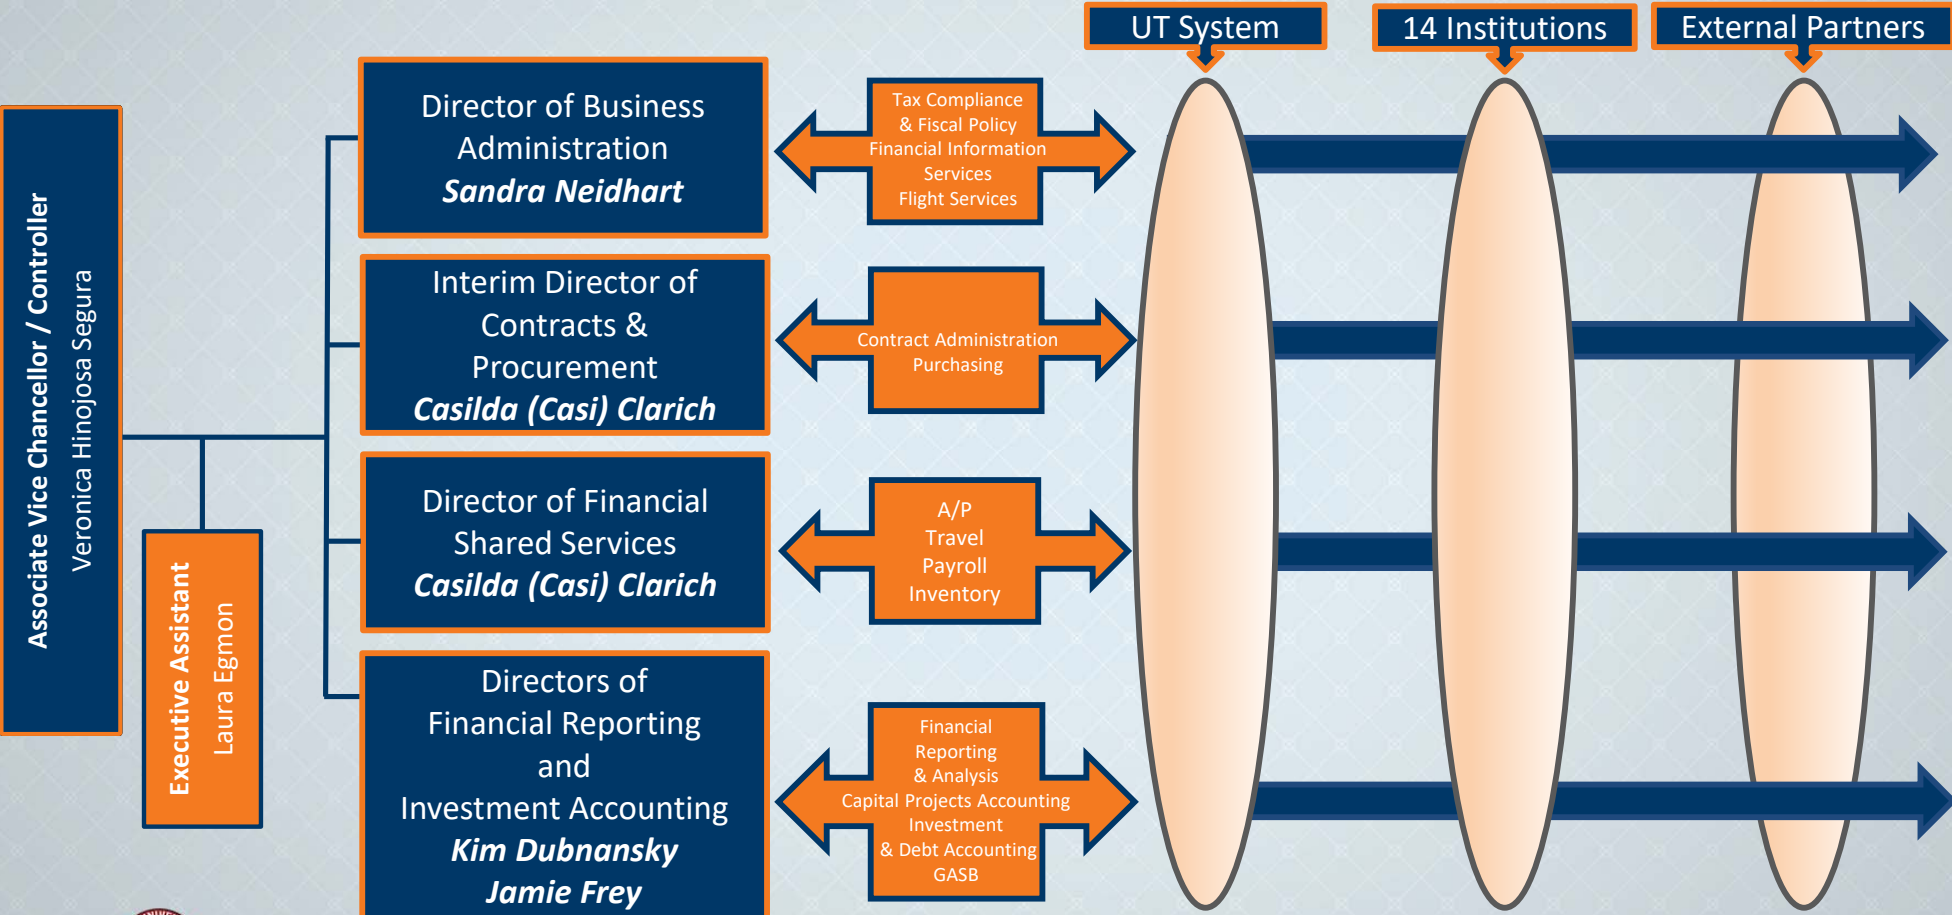 UT System
14 Institutions
External Partners
Associate Vice Chancellor / Controller
Veronica Hinojosa Segura
Executive Assistant
Laura Egmon
Director of Business
Administration
Sandra Neidhart
Tax Compliance
& Fiscal Policy
Financial Information
Services
Flight Services
Interim Director of
Contracts &
Procurement
Casilda (Casi) Clarich
Contract Administration
Purchasing
Director of Financial
Shared Services
Casilda (Casi) Clarich
A/P
Travel
Payroll
Inventory
Directors of
Financial Reporting
and
Investment Accounting
Kim Dubnansky
Jamie Frey
Financial
Reporting
& Analysis
Capital Projects Accounting
Investment
& Debt Accounting
GASB